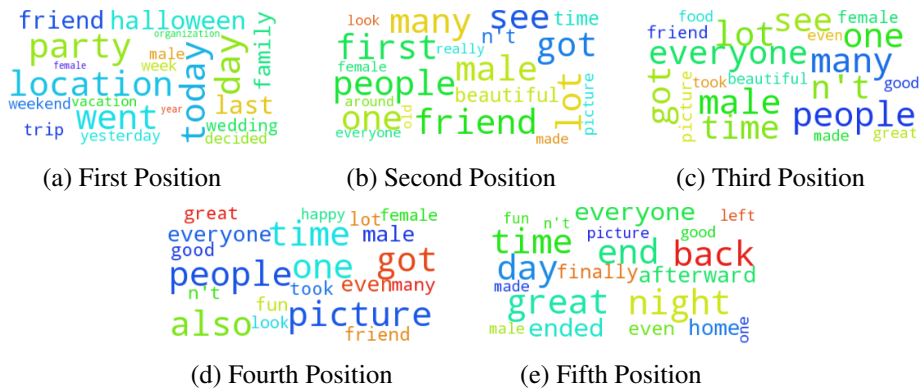 friend halloween
organization
party
male
female
week
location
today
day
family
weekend vacation
went
year
last
trip
yesterday
wedding
decided
(a) First Position
look many see time
first really n't got
female
people male
beautiful
around
one old friend
lot
picture
everyone
made
(b) Second Position
food lot see female
friend
even one
everyone
got
took beautiful many
picture
male n't good
time people
made great
(c) Third Position
great happy lot female
everyone time male
good
people one got
took even many
n't fun
also look picture
friend
(d) Fourth Position
fun n't everyone left
time picture good
end back
day finally afterward
made
great night
male ended even home one
(e) Fifth Position